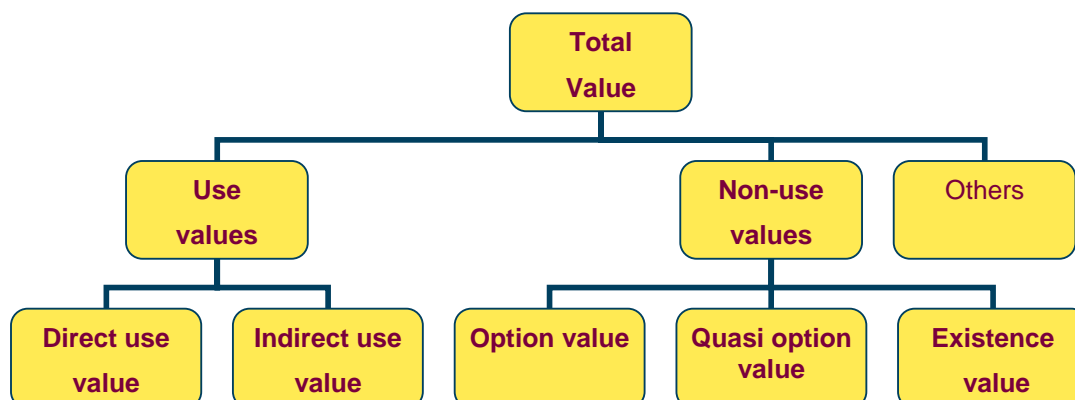 Total
Value
Use
values
Non-use
values
Others
Direct use
value
Indirect use
value
Option value
Quasi option
value
Existence
value